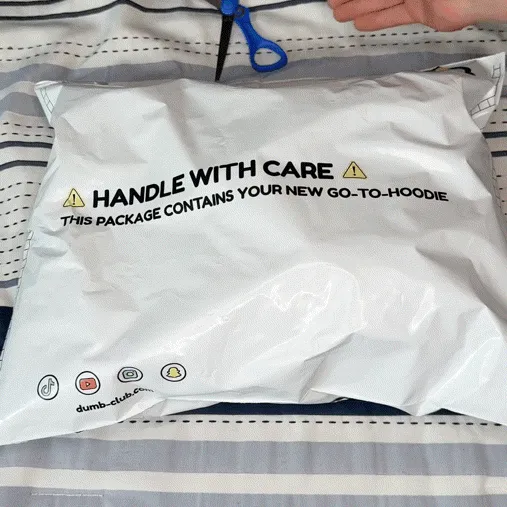 HANDLE WITH CARE
THIS PACKAGE CONTAINS YOUR NEW GO-TO-HOODIE
dumb-club.com